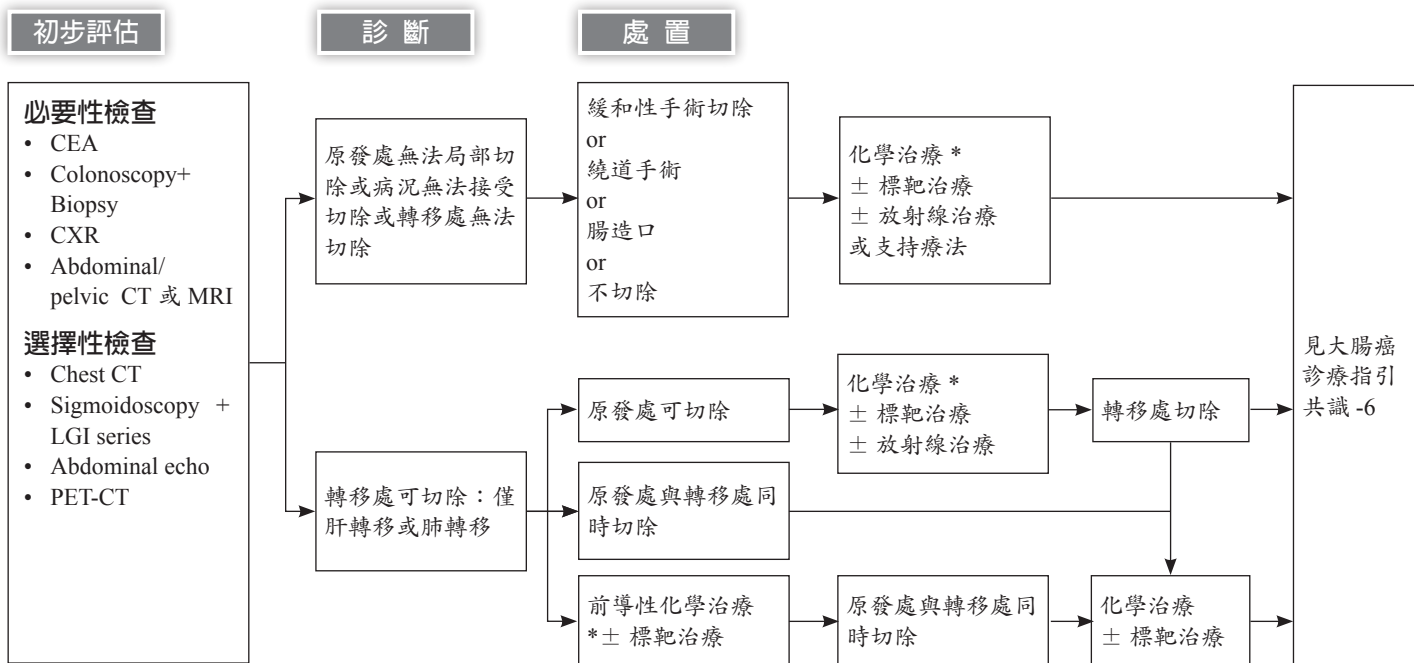 初步評估
診 斷
處 置
必要性檢查
• CEA
• Colonoscopy+
Biopsy
• CXR
• Abdominal/
pelvic CT 或 MRI
選擇性檢查
• Chest CT
• Sigmoidoscopy +
LGI series
• Abdominal echo
• PET-CT
原發處無法局部切
除或病況無法接受
切除或轉移處無法
切除
緩和性手術切除
or
繞道手術
or
腸造口
or
不切除
化學治療 *
± 標靶治療
± 放射線治療
或支持療法
轉移處可切除：僅
肝轉移或肺轉移
原發處可切除
化學治療 *
± 標靶治療
± 放射線治療
轉移處切除
原發處與轉移處同
時切除
前導性化學治療
*± 標靶治療
原發處與轉移處同
時切除
化學治療
± 標靶治療
見大腸癌
診療指引
共識 -6